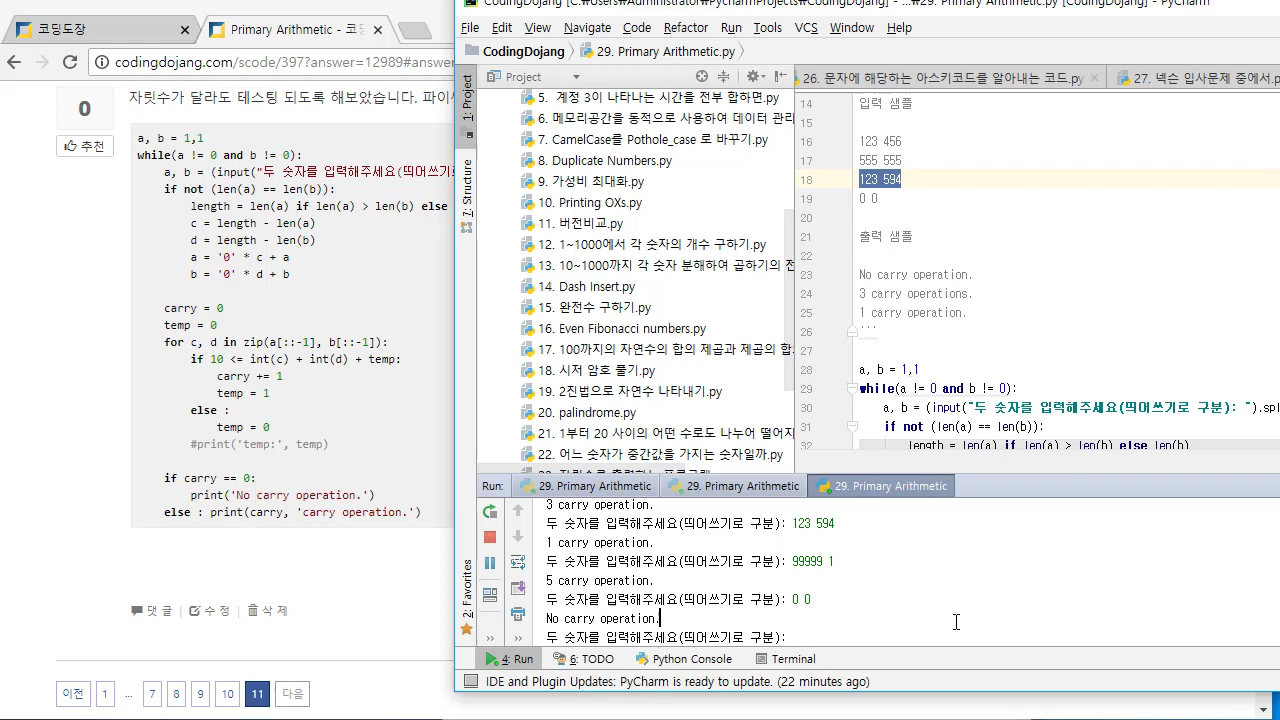 코딩도장
Primary Arithmetic - 코
codingdojang.com/scode/397?answer=12989#answ
0
추천
자릿수가 달라도 테스팅 되도록 해보았습니다. 파이
a, b = 1,1
while(a != 0 and b != 0):
a, b = (input("두 숫자를 입력해주세요(띄어쓰기로
if not (len(a) == len(b)):
length = len(a) if len(a) > len(b) else
c = length - len(a)
d = length - len(b)
a = '0' * c + a
b = '0' * d + b
carry = 0
temp = 0
for c, d in zip(a[::-1], b[::-1]):
if 10 <= int(c) + int(d) + temp:
carry += 1
temp = 1
else :
temp = 0
#print('temp:', temp)
if carry == 0:
print('No carry operation.')
else : print(carry, 'carry operation.')
댓글 수정 삭제
이전 1 ... 7 8 9 10 11 다음
CodingDojang [C:#Users#Administrator#PycharmProjects#CodingDojang] - ...#29. Primary Arithmetic.py [CodingDojang] - PyCharm
File Edit View Navigate Code Refactor Run Tools VCS Window Help
CodingDojang 29. Primary Arithmetic.py
1: Project
7: Structure
2: Favorites
Project
5. 계정 3이 나타나는 시간을 전부 합하면.py
6. 메모리공간을 동적으로 사용하여 데이터 관리
7. CamelCase를 Pothole_case 로 바꾸기.py
8. Duplicate Numbers.py
9. 가성비 최대화.py
10. Printing OXs.py
11. 버전비교.py
12. 1~1000에서 각 숫자의 개수 구하기.py
13. 10~1000까지 각 숫자 분해하여 곱하기의 전
14. Dash Insert.py
15. 완전수 구하기.py
16. Even Fibonacci numbers.py
17. 100까지의 자연수의 합의 제곱과 제곱의 합
18. 시저 암호 풀기.py
19. 2진법으로 자연수 나타내기.py
20. palindrome.py
21. 1부터 20 사이의 어떤 수로도 나누어 떨어지
22. 어느 숫자가 중간값을 가지는 숫자일까.py
26. 문자에 해당하는 아스키코드를 알아내는 코드.py
27. 넥슨 입사문제 중에서.p
14 입력 샘플
15
16 123 456
17 555 555
18 123 594
19 0 0
20
21 출력 샘플
22
23 No carry operation.
24 3 carry operations.
25 1 carry operation.
26 '''
27
28 a, b = 1,1
29 while(a != 0 and b != 0):
30 a, b = (input("두 숫자를 입력해주세요(띄어쓰기로 구분): ").spl
31 if not (len(a) == len(b)):
32 length = len(a) if len(a) > len(b) else len(b)
Run: 29. Primary Arithmetic 29. Primary Arithmetic 29. Primary Arithmetic
3 carry operation.
두 숫자를 입력해주세요(띄어쓰기로 구분): 123 594
1 carry operation.
두 숫자를 입력해주세요(띄어쓰기로 구분): 99999 1
5 carry operation.
두 숫자를 입력해주세요(띄어쓰기로 구분): 0 0
No carry operation.
두 숫자를 입력해주세요(띄어쓰기로 구분):
4: Run 6: TODO Python Console Terminal
IDE and Plugin Updates: PyCharm is ready to update. (22 minutes ago)